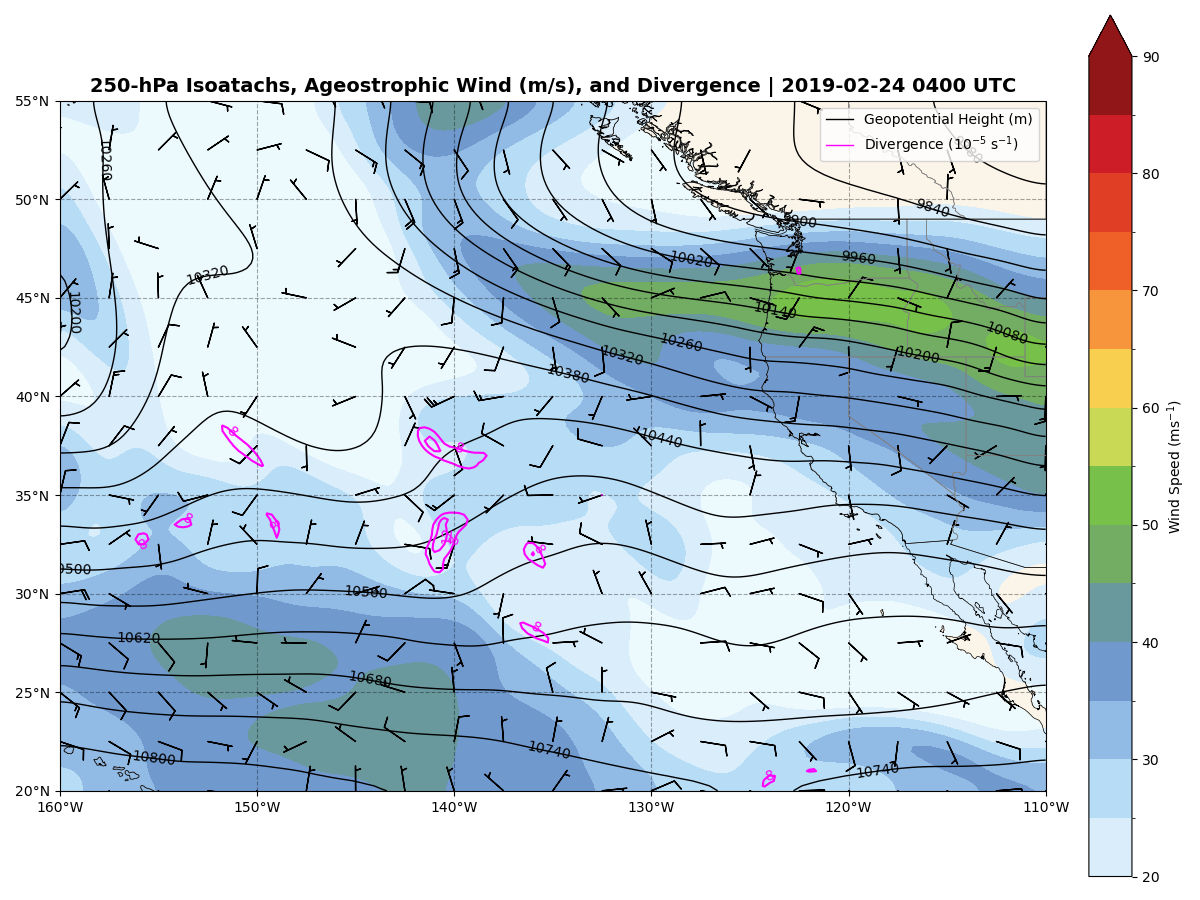 250-hPa Isoatachs, Ageostrophic Wind (m/s), and Divergence | 2019-02-24 0400 UTC
Geopotential Height (m)
Divergence (10⁻⁵ s⁻¹)
55°N
50°N
45°N
40°N
35°N
30°N
25°N
20°N
160°W
150°W
140°W
130°W
120°W
110°W
10260
10320
10200
9840
9900
9960
10020
10140
10080
10200
10260
10320
10380
10440
10560
10620
10680
10740
10800
10740
90
80
70
60
50
40
30
20
Wind Speed (ms⁻¹)